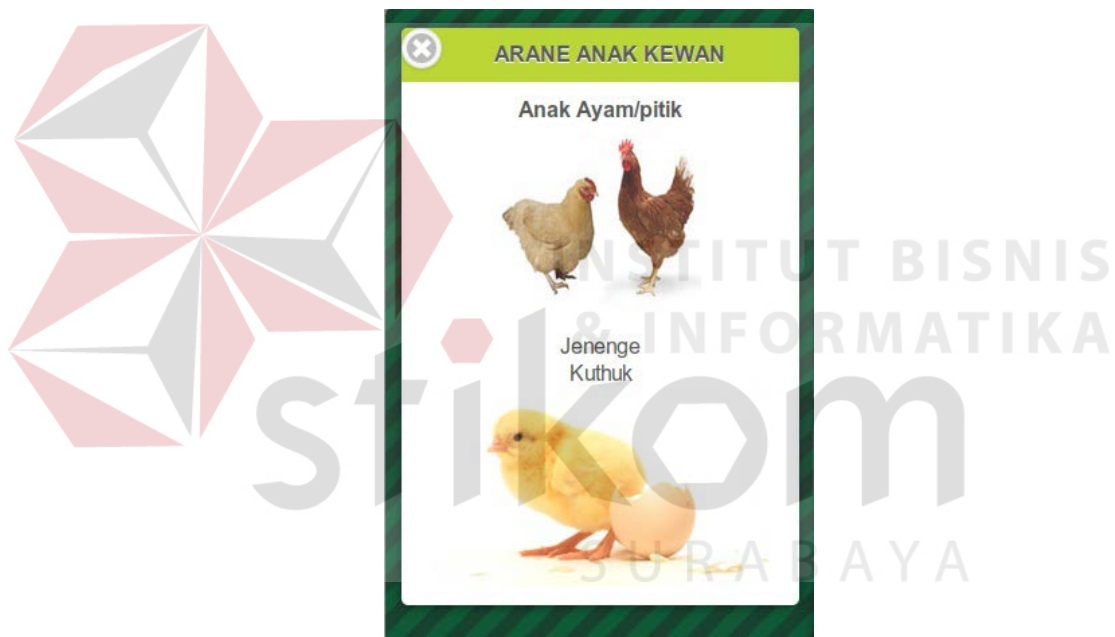 ARANE ANAK KEWAN
Anak Ayam/pitik
INSTITUT BISNIS
& INFORMATIKA
Jenenge
Kuthuk
stikom
SURABAYA